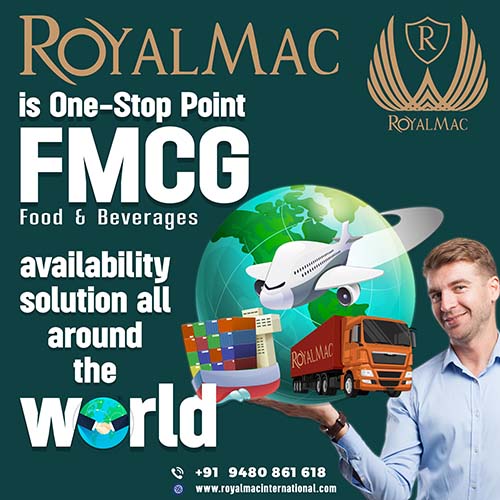 ROYALMAC
R
ROYALMAC
is One-Stop Point
FMCG
Food & Beverages
availability
solution all
around
the
world
ROYALMAC
+91 9480 861 618
www.royalmacInternational.com